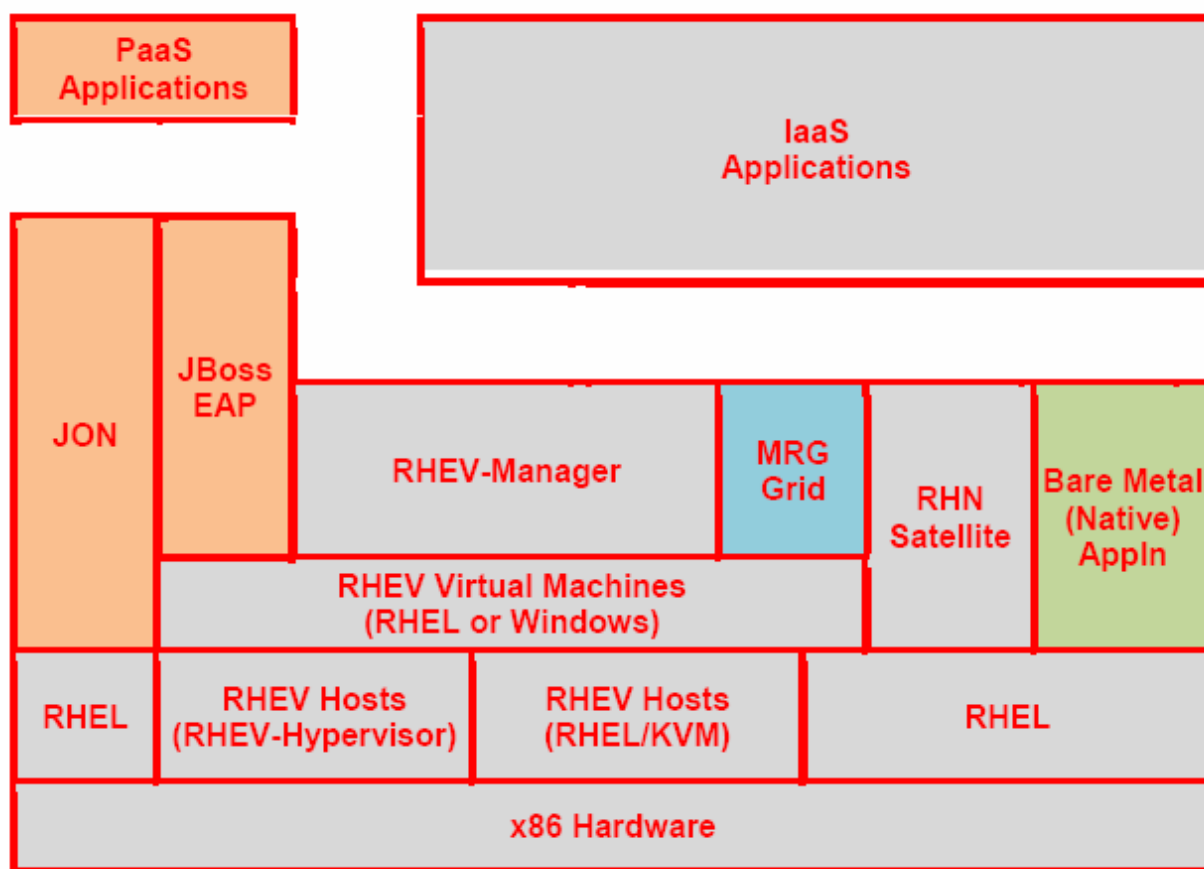 PaaS
Applications
IaaS
Applications
JON
JBoss
EAP
RHEV-Manager
MRG
Grid
RHN
Satellite
Bare Metal
(Native)
Appln
RHEV Virtual Machines
(RHEL or Windows)
RHEL
RHEV Hosts
(RHEV-Hypervisor)
RHEV Hosts
(RHEL/KVM)
RHEL
x86 Hardware